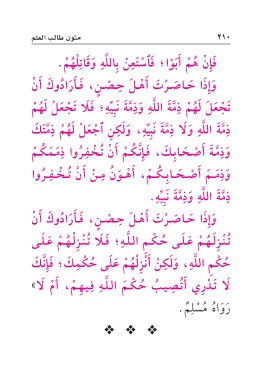 ٢١٠ متون طالب العلم
فَإِنْ هُمْ أَبَوْا؛ فَاسْتَعِنْ بِاللَّهِ وَقَاتِلْهُمْ.
وَإِذَا حَاصَرْتَ أَهْلَ حِصْنٍ، فَأَرَادُوكَ أَنْ
تَجْعَلَ لَهُمْ ذِمَّةَ اللَّهِ وَذِمَّةَ نَبِيِّهِ؛ فَلَا تَجْعَلْ لَهُمْ
ذِمَّةَ اللَّهِ وَلَا ذِمَّةَ نَبِيِّهِ، وَلَكِنِ اجْعَلْ لَهُمْ ذِمَّتَكَ
وَذِمَّةَ أَصْحَابِكَ، فَإِنَّكُمْ أَنْ تُخْفِرُوا ذِمَمَكُمْ
وَذِمَمَ أَصْحَابِكُمْ، أَهْوَنُ مِنْ أَنْ تُخْفِرُوا
ذِمَّةَ اللَّهِ وَذِمَّةَ نَبِيِّهِ.
وَإِذَا حَاصَرْتَ أَهْلَ حِصْنٍ، فَأَرَادُوكَ أَنْ
تُنْزِلَهُمْ عَلَى حُكْمِ اللَّهِ؛ فَلَا تُنْزِلْهُمْ عَلَى
حُكْمِ اللَّهِ، وَلَكِنْ أَنْزِلْهُمْ عَلَى حُكْمِكَ؛ فَإِنَّكَ
لَا تَدْرِي أَتُصِيبُ حُكْمَ اللَّهِ فِيهِمْ، أَمْ لَا»
رَوَاهُ مُسْلِمٌ.